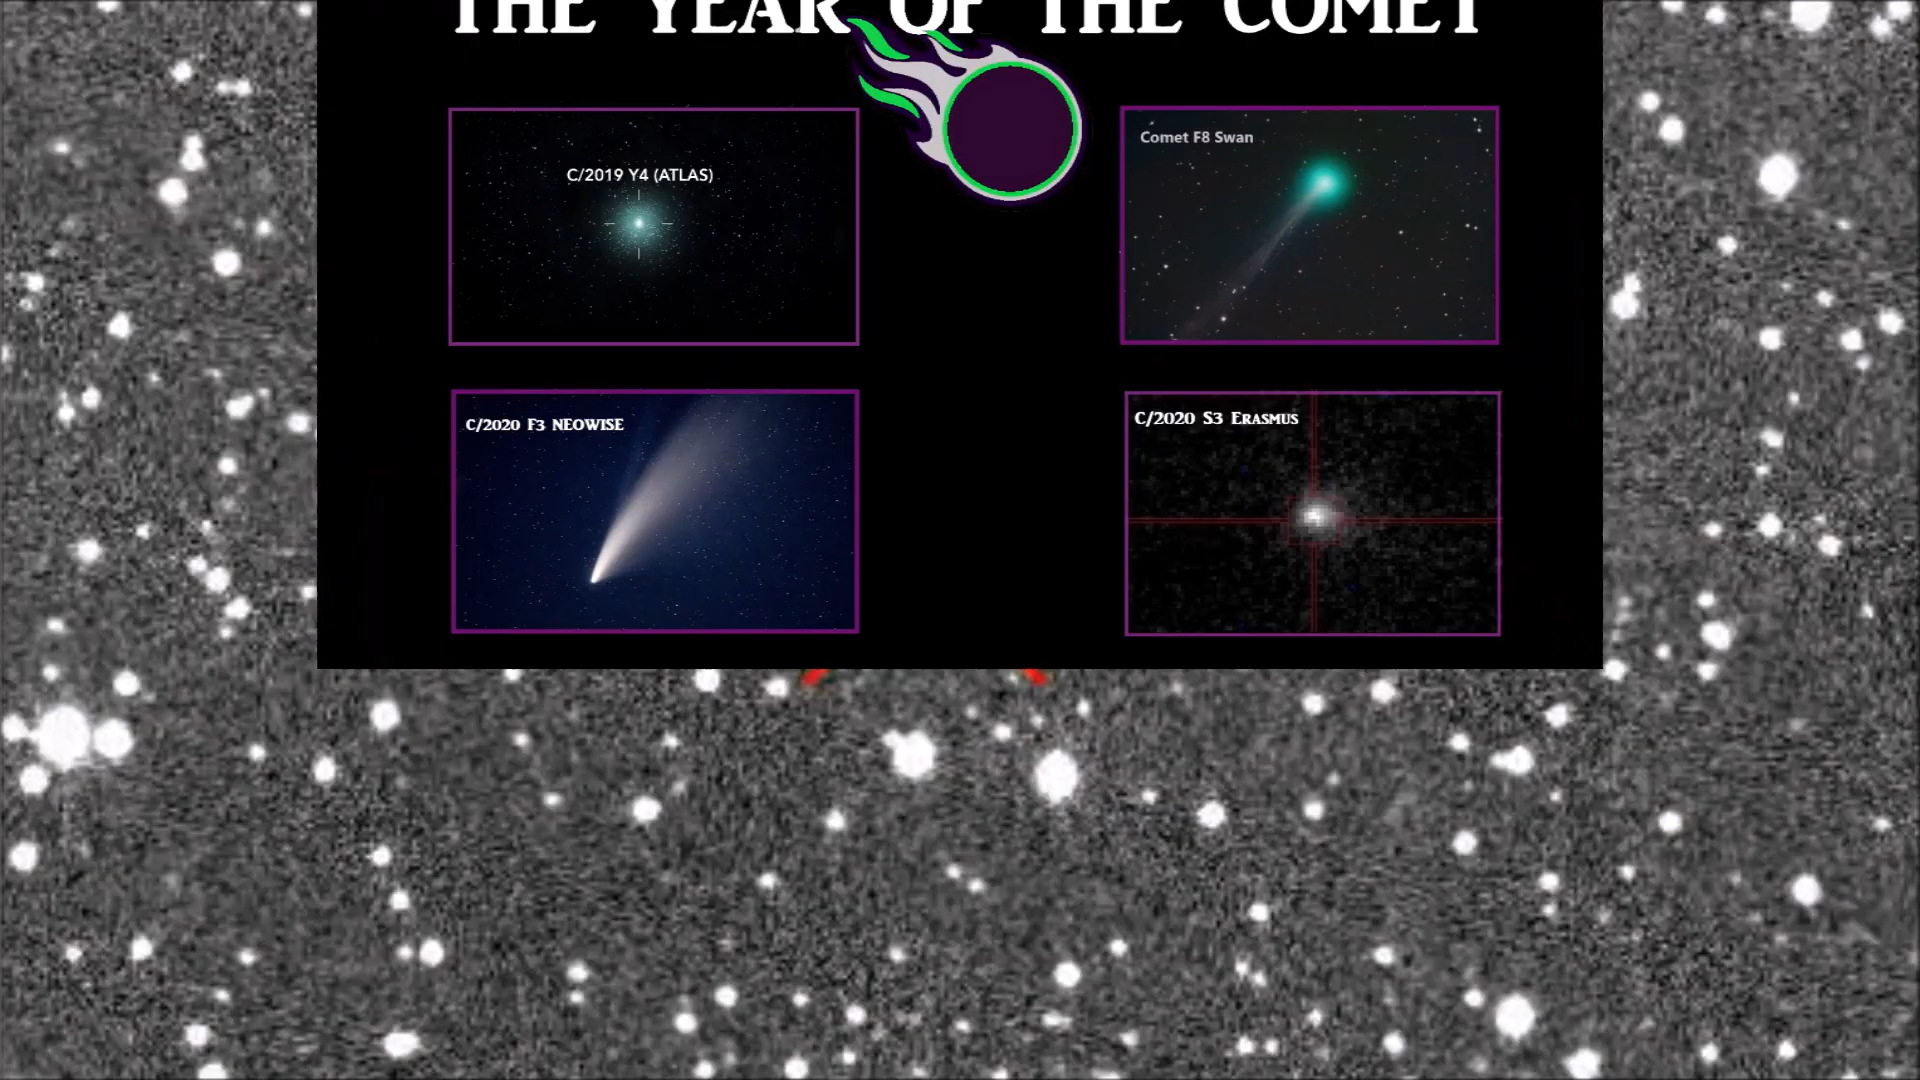 THE YEAR OF THE COMET
C/2019 Y4 (ATLAS)
Comet F8 Swan
C/2020 F3 NEOWISE
C/2020 S3 Erasmus